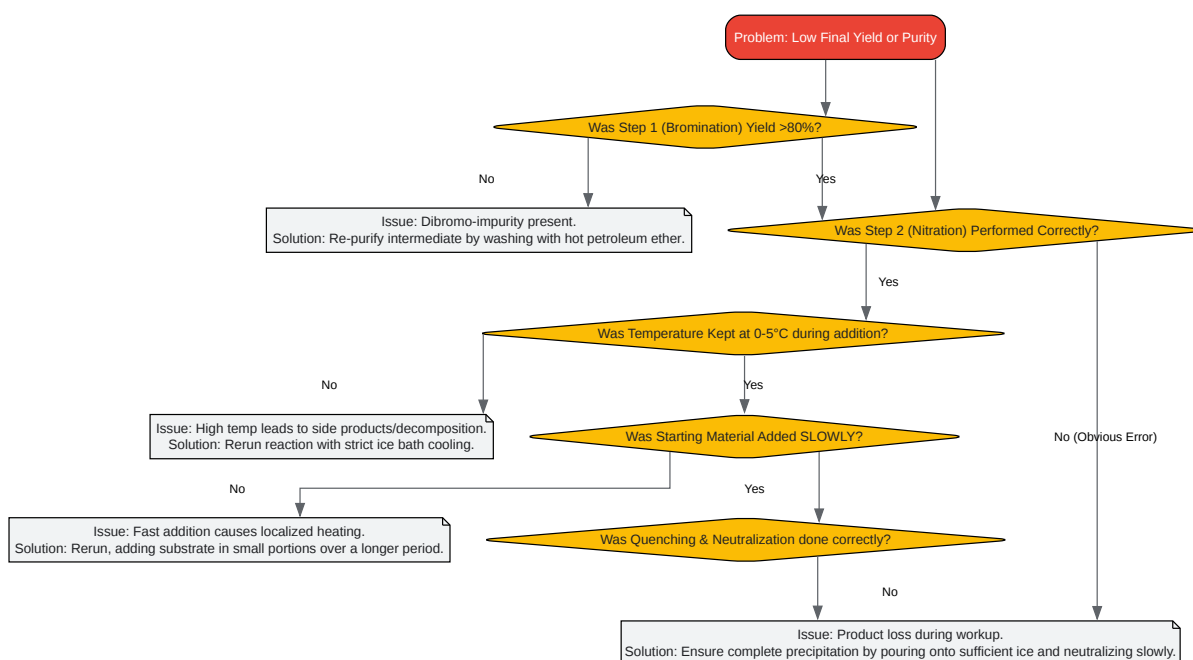 Problem: Low Final Yield or Purity
Was Step 1 (Bromination) Yield >80%?
No
Yes
Issue: Dibromo-impurity present.
Solution: Re-purify intermediate by washing with hot petroleum ether.
Was Step 2 (Nitration) Performed Correctly?
Yes
Was Temperature Kept at 0-5°C during addition?
No
Yes
Issue: High temp leads to side products/decomposition.
Solution: Rerun reaction with strict ice bath cooling.
Was Starting Material Added SLOWLY?
No (Obvious Error)
No
Yes
Issue: Fast addition causes localized heating.
Solution: Rerun, adding substrate in small portions over a longer period.
Was Quenching & Neutralization done correctly?
No
Issue: Product loss during workup.
Solution: Ensure complete precipitation by pouring onto sufficient ice and neutralizing slowly.